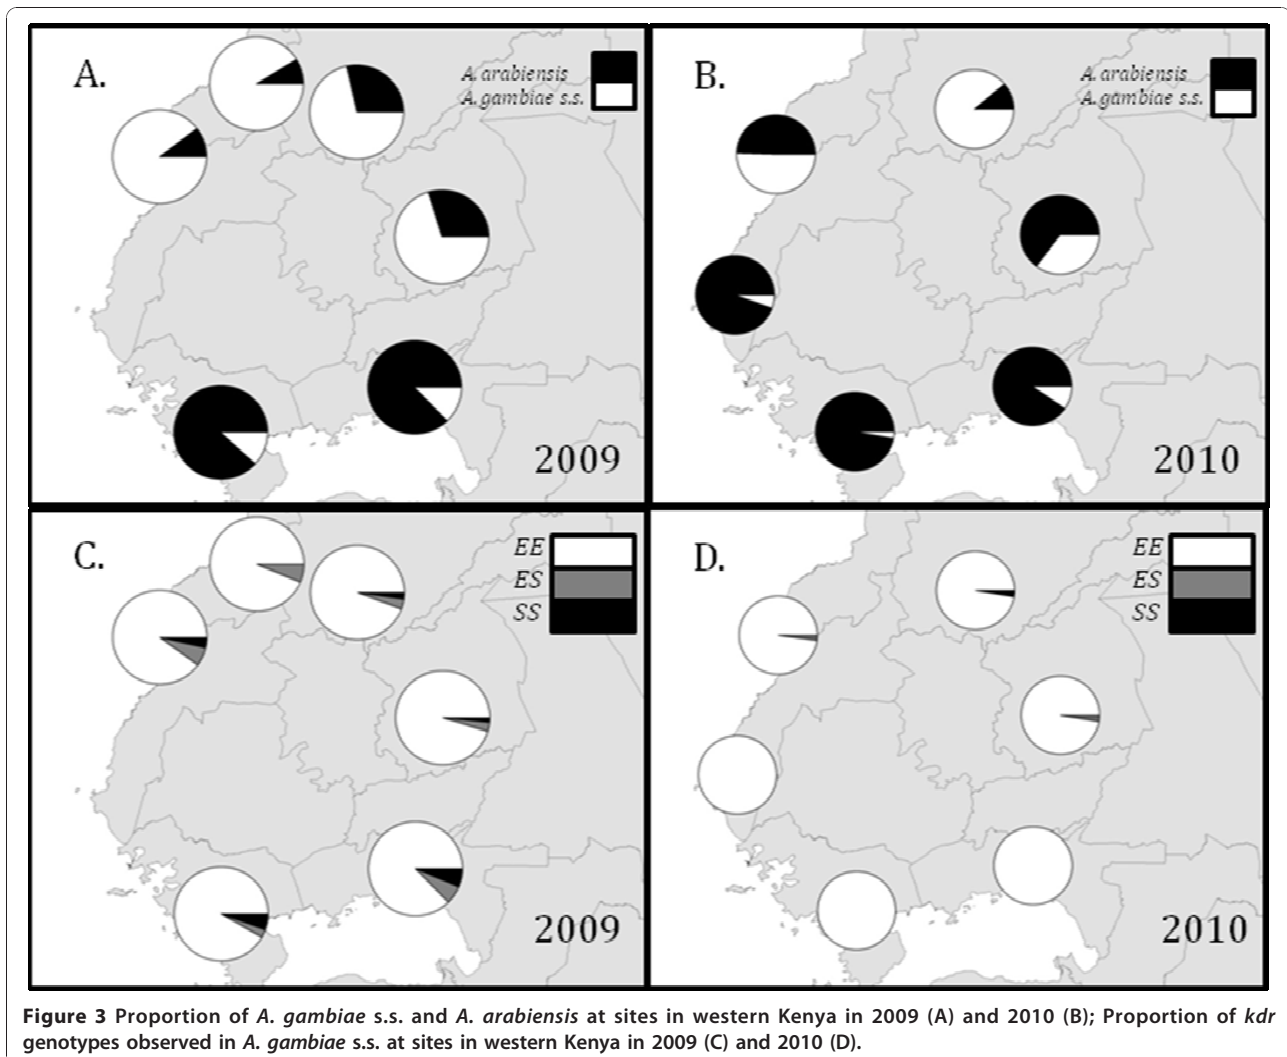 A.
A. arabiensis
A. gambiae s.s.
2009
B.
A. arabiensis
A. gambiae s.s.
2010
C.
EE
ES
SS
2009
D.
EE
ES
SS
2010
Figure 3 Proportion of A. gambiae s.s. and A. arabiensis at sites in western Kenya in 2009 (A) and 2010 (B); Proportion of kdr
genotypes observed in A. gambiae s.s. at sites in western Kenya in 2009 (C) and 2010 (D).